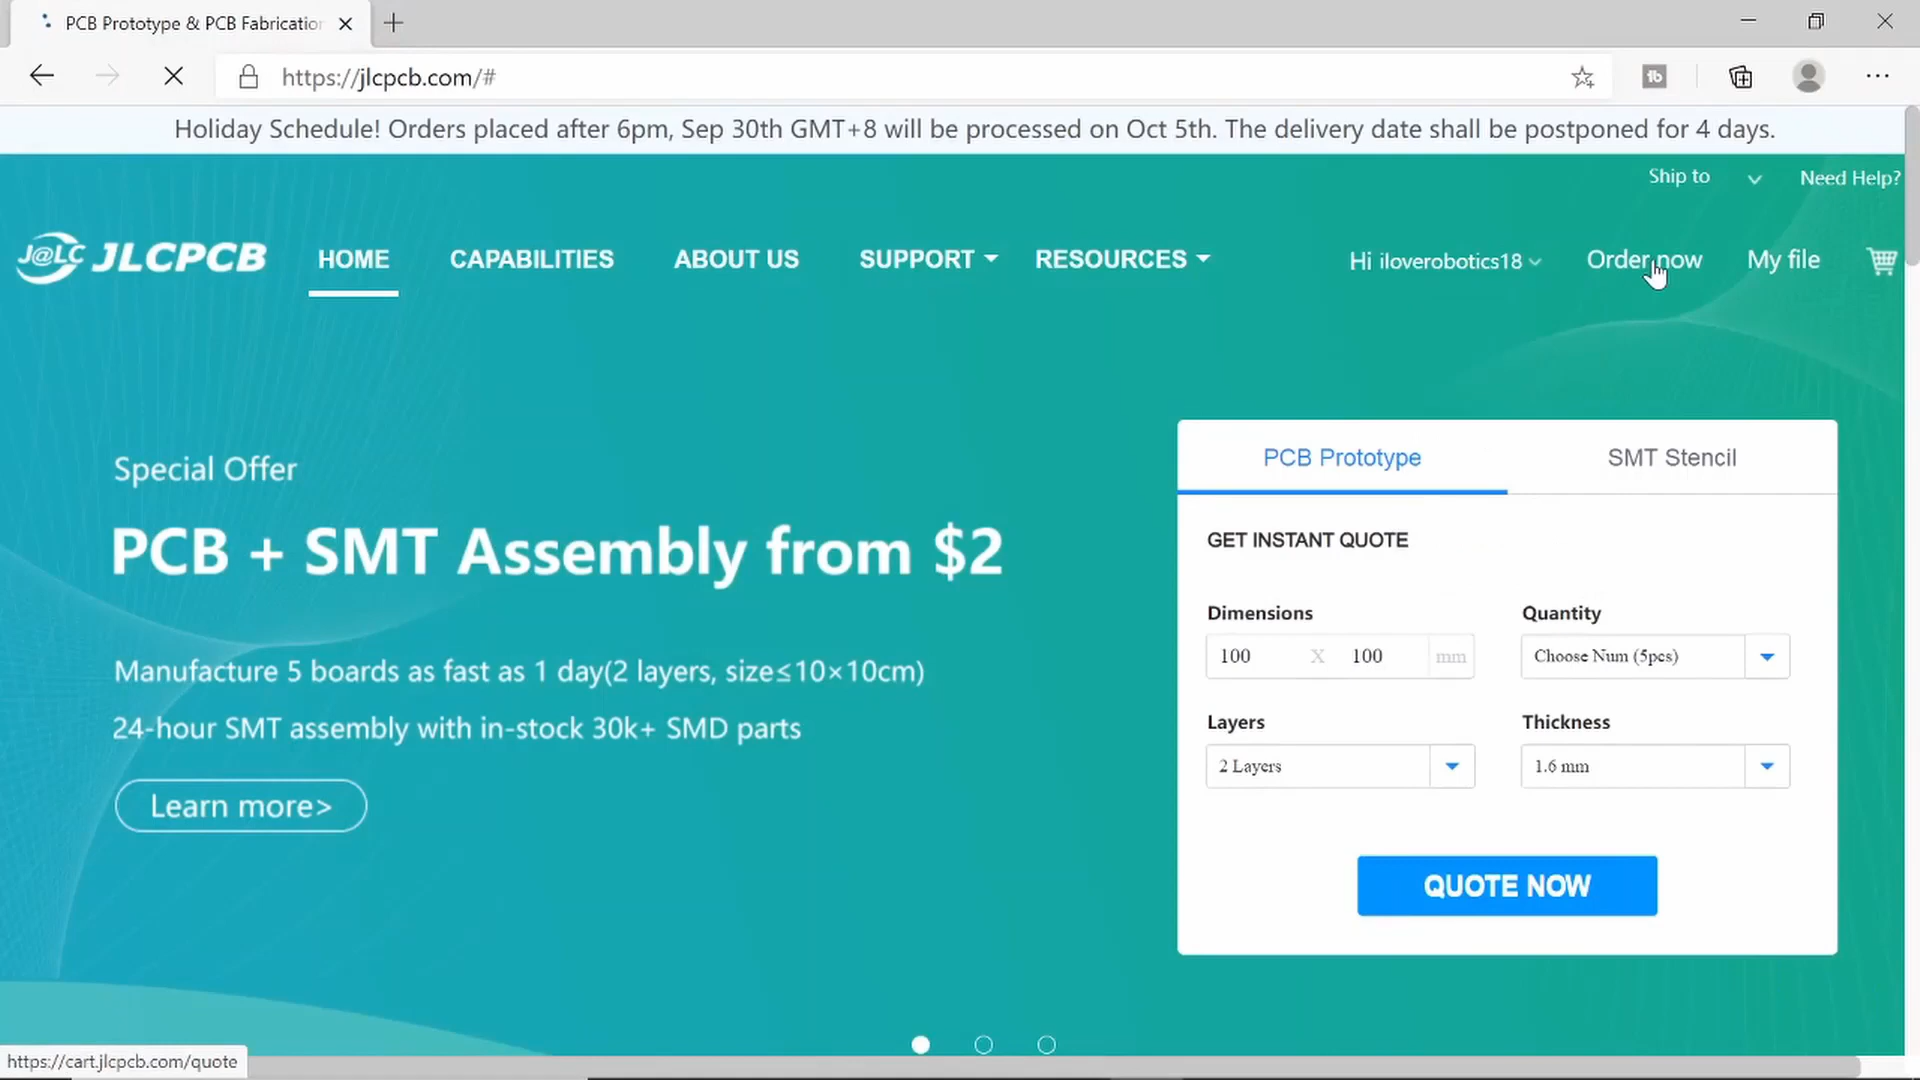 PCB Prototype & PCB Fabrication
https://jlcpcb.com/#
Holiday Schedule! Orders placed after 6pm, Sep 30th GMT+8 will be processed on Oct 5th. The delivery date shall be postponed for 4 days.
Ship to Need Help?
J@LC JLCPCB HOME CAPABILITIES ABOUT US SUPPORT RESOURCES Hi iloverobotics18 Order now My file
Special Offer
PCB + SMT Assembly from $2
Manufacture 5 boards as fast as 1 day(2 layers, size≤10×10cm)
24-hour SMT assembly with in-stock 30k+ SMD parts
Learn more>
PCB Prototype SMT Stencil
GET INSTANT QUOTE
Dimensions Quantity
100 X 100 mm Choose Num (5pcs)
Layers Thickness
2 Layers 1.6 mm
QUOTE NOW
https://cart.jlcpcb.com/quote